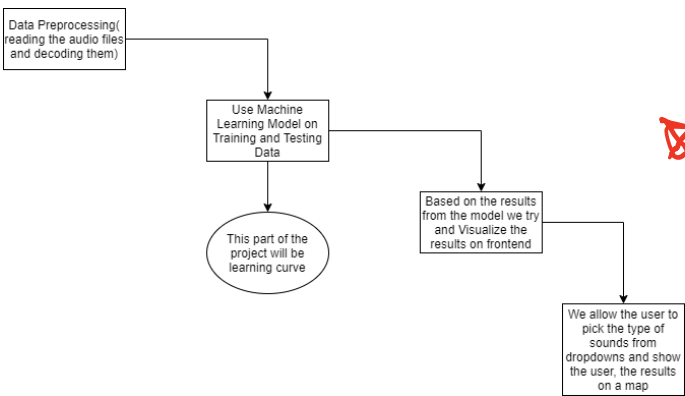 Data Preprocessing(
reading the audio files
and decoding them)
Use Machine
Learning Model on
Training and Testing
Data
This part of the
project will be
learning curve
Based on the results
from the model we try
and Visualize the
results on frontend
We allow the user to
pick the type of
sounds from
dropdowns and show
the user, the results
on a map